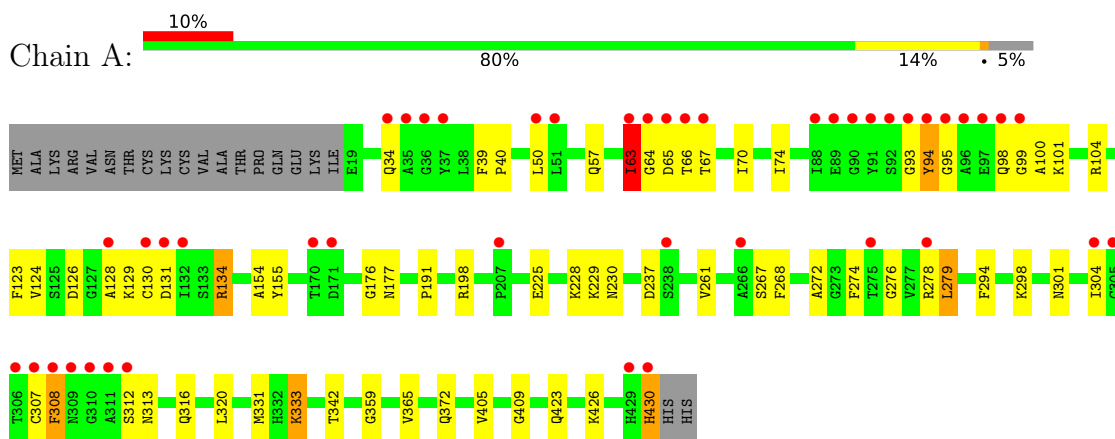 10%
Chain A:
80% 14% • 5%
MET ALA LYS ARG VAL ASN THR CYS LYS CYS VAL ALA THR PRO GLN GLU LYS ILE E19 Q34 A35 G36 Y37 L38 F39 P40 L50 L51 Q57 I63 G64 D65 T66 T67 I70 I74 I88 E89 G90 Y91 S92 G93 Y94 G95 A96 E97 Q98 G99 A100 K101 R104
F123 V124 S125 D126 G127 A128 K129 C130 D131 I132 S133 R134 A154 Y155 T170 D171 G176 N177 P191 R198 P207 E225 K228 K229 N230 D237 S238 V261 A266 S267 F268 A272 G273 F274 T275 G276 V277 R278 L279 F294 K298 N301 I304
T306 C307 F308 N309 G310 A311 S312 N313 Q316 L320 M331 H332 K333 T342 G359 V365 Q372 V405 G409 Q423 K426 H429 H430 HIS HIS